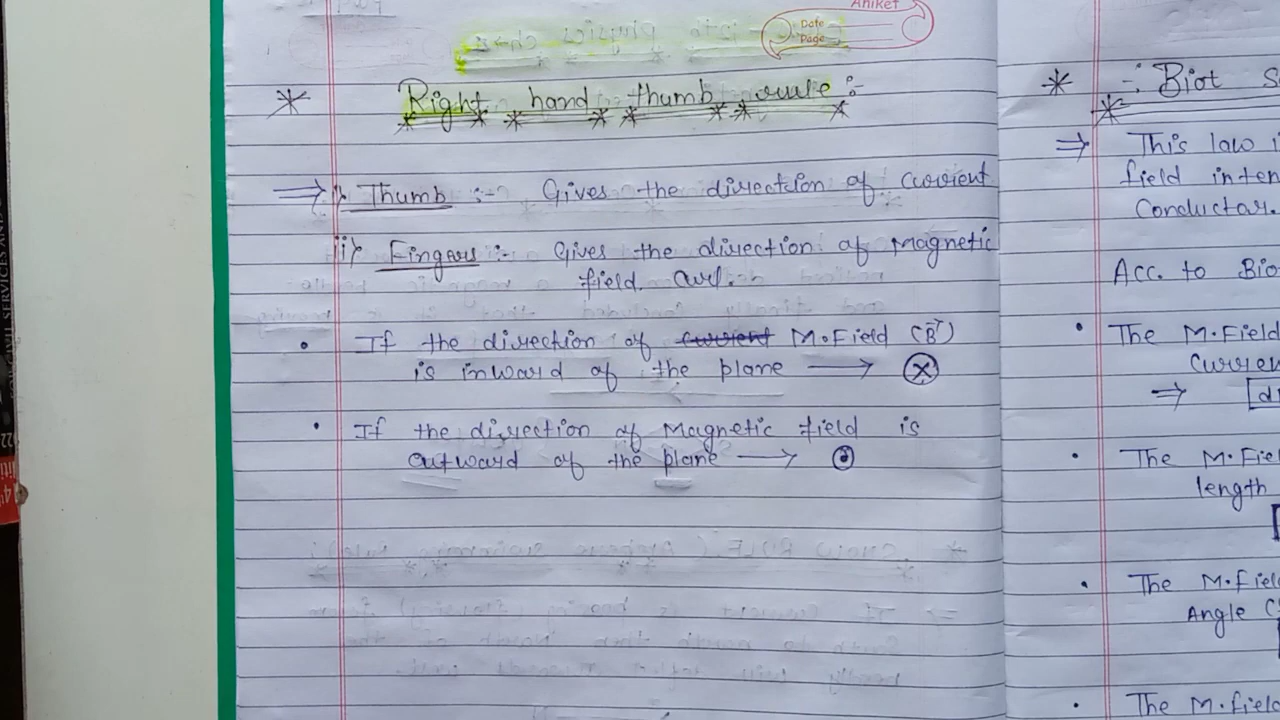 Aniket
Date
Page
* Right hand thumb rule :-
⇒ i) Thumb :- Gives the direction of current
ii) Fingers :- Gives the direction of Magnetic
field curl.
• If the direction of current M.Field (B)
is inward of the plane → ⊗
• If the direction of Magnetic field is
outward of the plane → ⊙
* -: Biot S
⇒ This law i
field inten
Conductor.
Acc. to Bio
• The M.Field
Curren
⇒
• The M.Fie
length
• The M.fiel
Angle (
• The M.field
CIVIL SERVICES